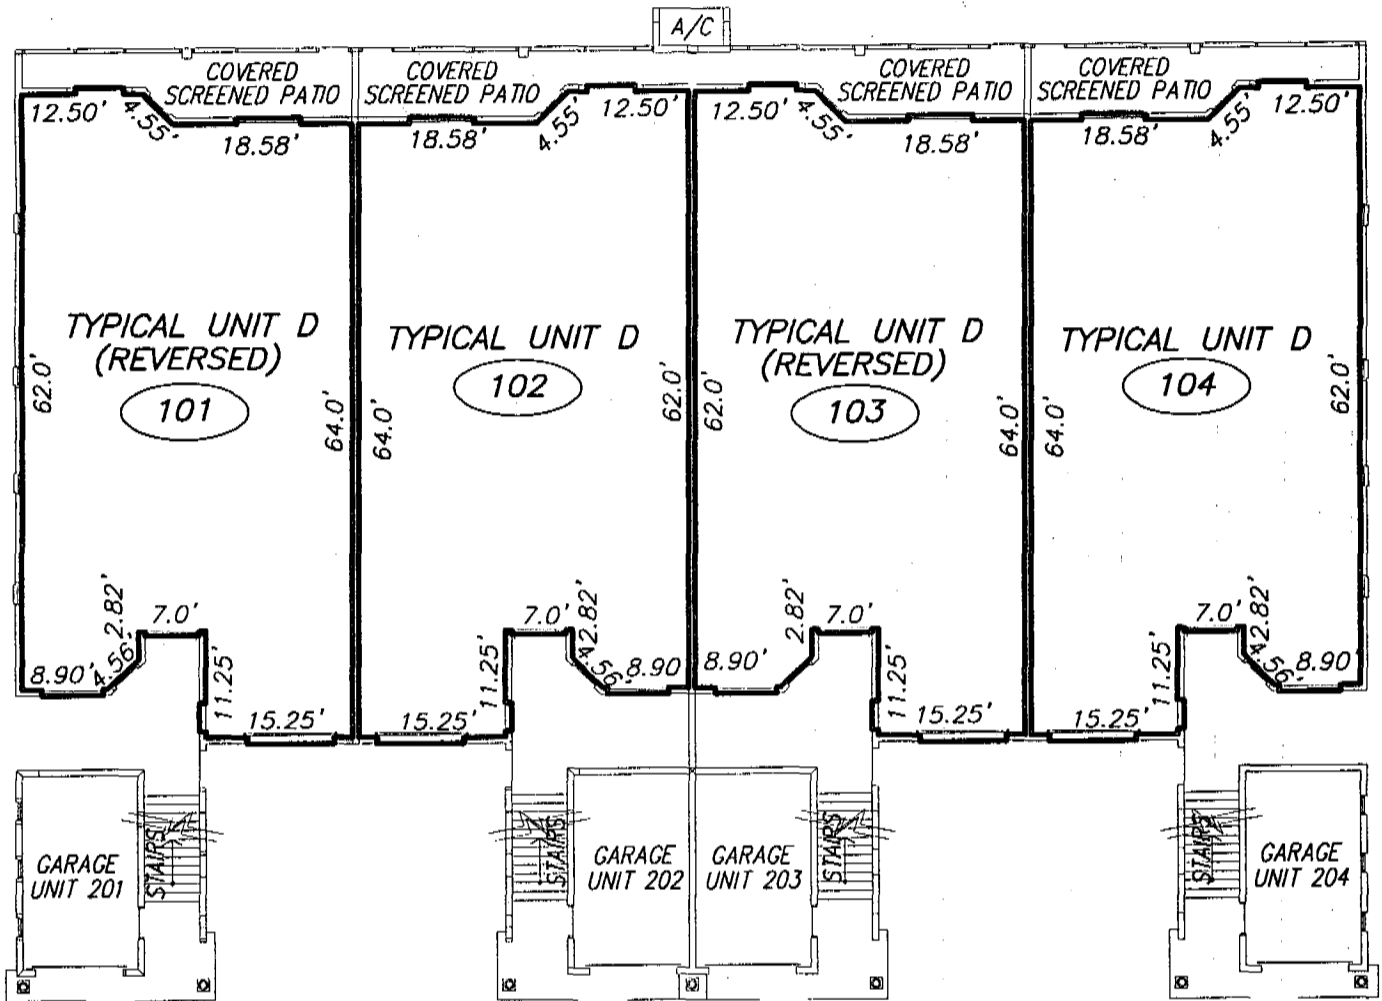 A/C
COVERED
SCREENED PATIO
COVERED
SCREENED PATIO
COVERED
SCREENED PATIO
COVERED
SCREENED PATIO
12.50'
4.55'
18.58'
18.58'
4.55'
12.50'
12.50'
4.55'
18.58'
18.58'
4.55'
12.50'
TYPICAL UNIT D
(REVERSED)
101
62.0'
64.0'
TYPICAL UNIT D
102
64.0'
62.0'
TYPICAL UNIT D
(REVERSED)
103
62.0'
64.0'
TYPICAL UNIT D
104
64.0'
62.0'
8.90'
4.56'
2.82'
7.0'
11.25'
15.25'
15.25'
11.25'
7.0'
2.82'
4.56'
8.90'
8.90'
2.82'
7.0'
11.25'
15.25'
15.25'
11.25'
7.0'
2.82'
4.56'
8.90'
GARAGE
UNIT 201
STAIRS
STAIRS
GARAGE
UNIT 202
GARAGE
UNIT 203
STAIRS
STAIRS
GARAGE
UNIT 204